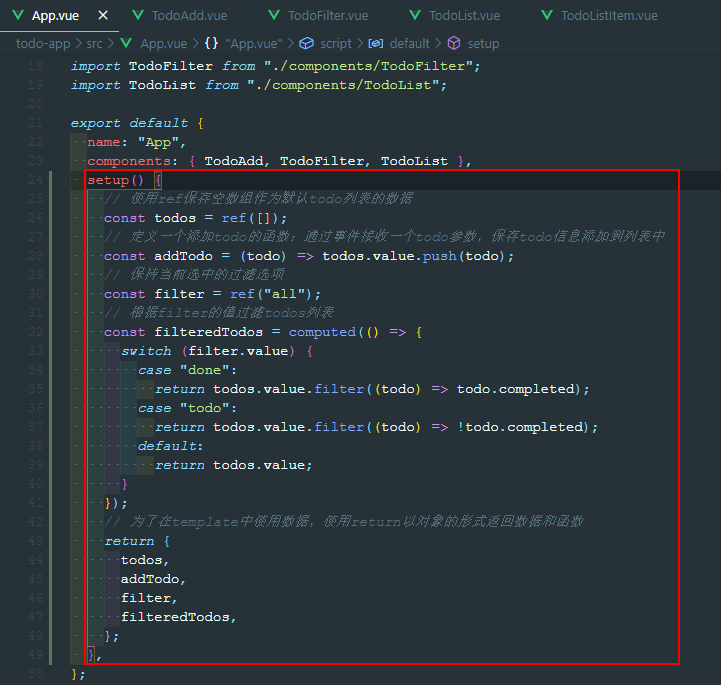 App.vue TodoAdd.vue TodoFilter.vue TodoList.vue TodoListItem.vue
todo-app > src > App.vue > {} "App.vue" > script > default > setup
18 import TodoFilter from "./components/TodoFilter";
19 import TodoList from "./components/TodoList";
20
21 export default {
22 name: "App",
23 components: { TodoAdd, TodoFilter, TodoList },
24 setup() {
25 // 使用ref保存空数组作为默认todo列表的数据
26 const todos = ref([]);
27 // 定义一个添加todo的函数：通过事件接收一个todo参数，保存todo信息添加到列表中
28 const addTodo = (todo) => todos.value.push(todo);
29 // 保持当前选中的过滤选项
30 const filter = ref("all");
31 // 根据filter的值过滤todos列表
32 const filteredTodos = computed(() => {
33 switch (filter.value) {
34 case "done":
35 return todos.value.filter((todo) => todo.completed);
36 case "todo":
37 return todos.value.filter((todo) => !todo.completed);
38 default:
39 return todos.value;
40 }
41 });
42 // 为了在template中使用数据，使用return以对象的形式返回数据和函数
43 return {
44 todos,
45 addTodo,
46 filter,
47 filteredTodos,
48 };
49 },
50 };